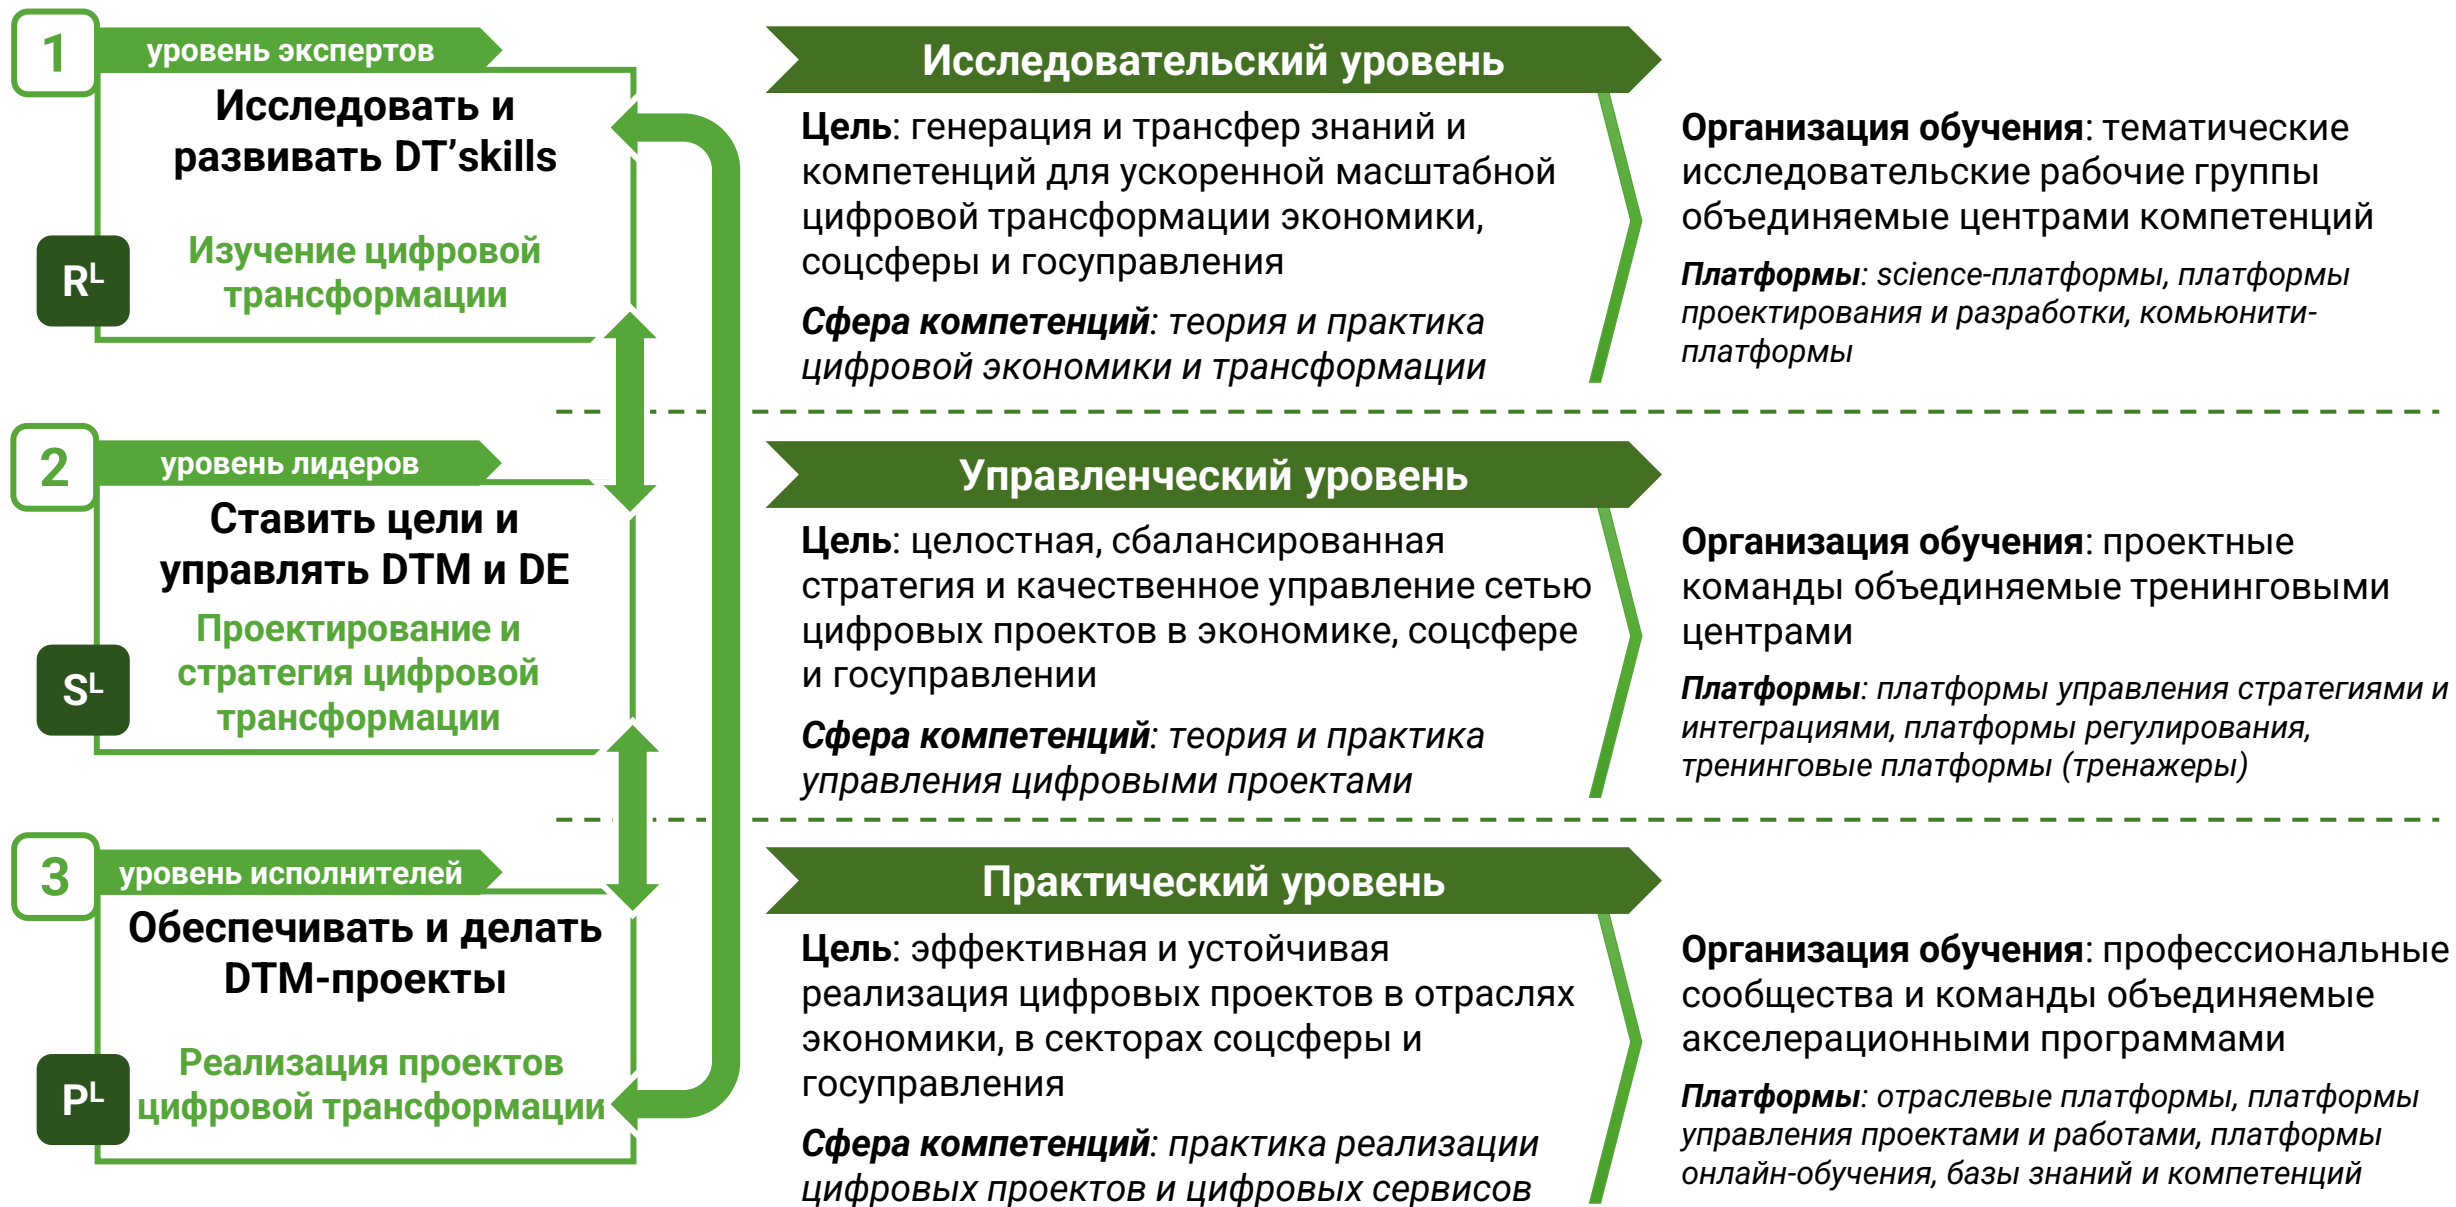 1
уровень экспертов
Исследовать и
развивать DT’skills
Изучение цифровой
трансформации
Rᴸ
Исследовательский уровень
Цель: генерация и трансфер знаний и
компетенций для ускоренной масштабной
цифровой трансформации экономики,
соцсферы и госуправления
Сфера компетенций: теория и практика
цифровой экономики и трансформации
Организация обучения: тематические
исследовательские рабочие группы
объединяемые центрами компетенций
Платформы: science-платформы, платформы
проектирования и разработки, комьюнити-
платформы
2
уровень лидеров
Ставить цели и
управлять DTM и DE
Проектирование и
стратегия цифровой
трансформации
Sᴸ
Управленческий уровень
Цель: целостная, сбалансированная
стратегия и качественное управление сетью
цифровых проектов в экономике, соцсфере
и госуправлении
Сфера компетенций: теория и практика
управления цифровыми проектами
Организация обучения: проектные
команды объединяемые тренинговыми
центрами
Платформы: платформы управления стратегиями и
интеграциями, платформы регулирования,
тренинговые платформы (тренажеры)
3
уровень исполнителей
Обеспечивать и делать
DTM-проекты
Реализация проектов
цифровой трансформации
Pᴸ
Практический уровень
Цель: эффективная и устойчивая
реализация цифровых проектов в отраслях
экономики, в секторах соцсферы и
госуправления
Сфера компетенций: практика реализации
цифровых проектов и цифровых сервисов
Организация обучения: профессиональные
сообщества и команды объединяемые
акселерационными программами
Платформы: отраслевые платформы, платформы
управления проектами и работами, платформы
онлайн-обучения, базы знаний и компетенций